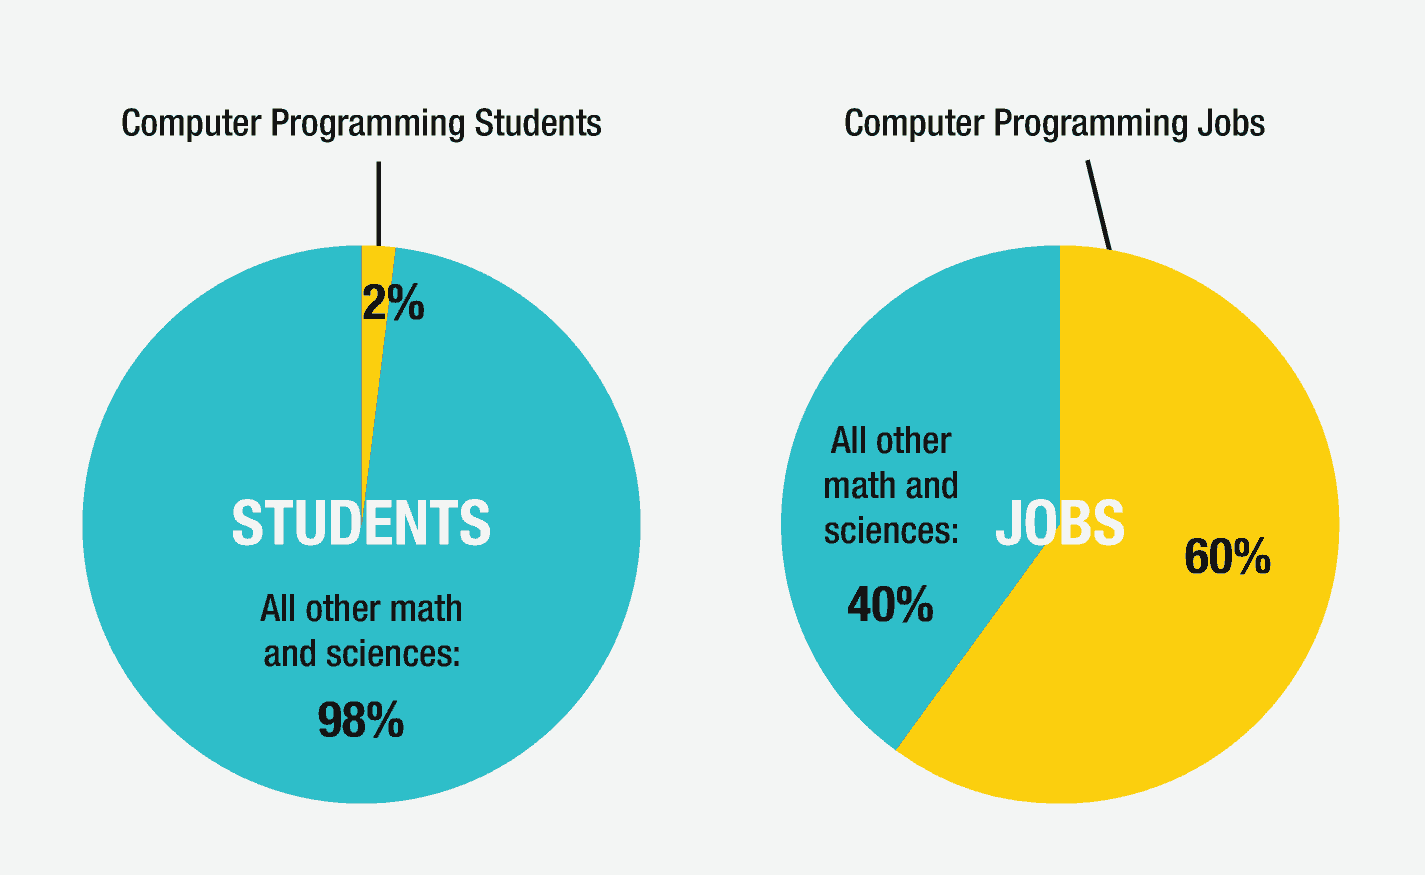 Computer Programming Students
2%
STUDENTS
All other math
and sciences:
98%
Computer Programming Jobs
All other
math and
sciences:
40%
JOBS
60%